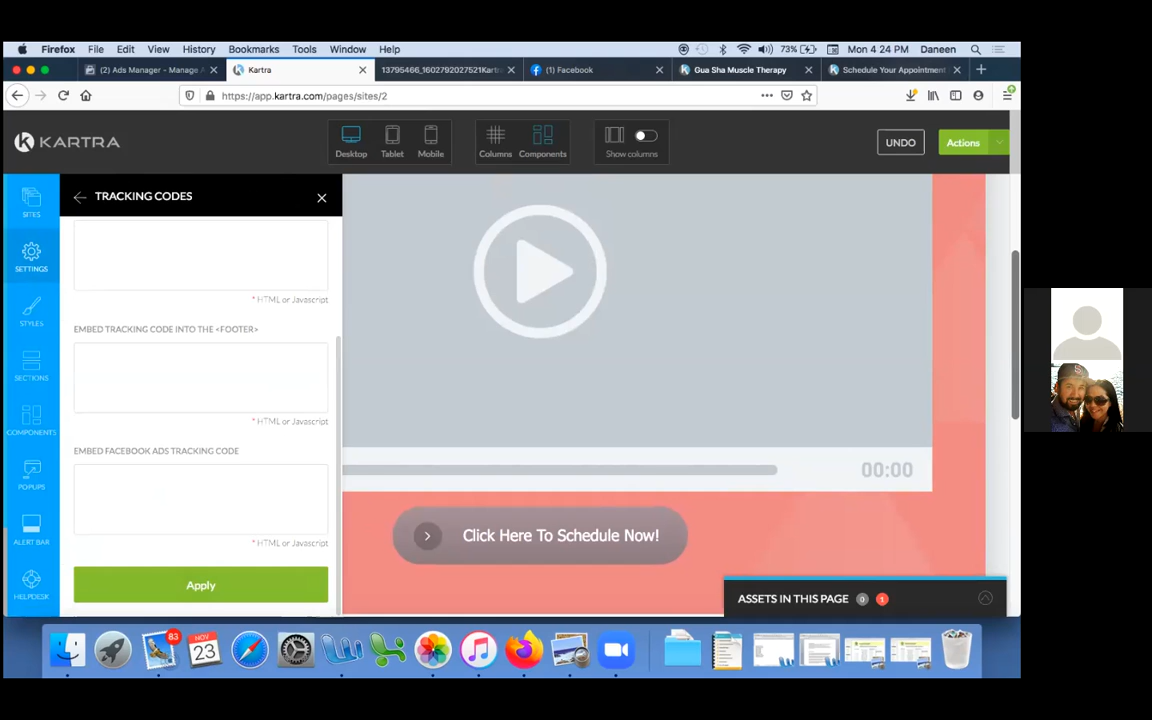 Firefox File Edit View History Bookmarks Tools Window Help 73% Mon 4:24 PM Daneen
(2) Ads Manager - Manage A Kartra 13795466_1602792027521Kartr (1) Facebook Gua Sha Muscle Therapy Schedule Your Appointment
https://app.kartra.com/pages/sites/2
KARTRA Desktop Tablet Mobile Columns Components Show columns UNDO Actions
SITES
SETTINGS
STYLES
SECTIONS
COMPONENTS
POPUPS
ALERT BAR
HELPDESK
TRACKING CODES
* HTML or Javascript
EMBED TRACKING CODE INTO THE <FOOTER>
* HTML or Javascript
EMBED FACEBOOK ADS TRACKING CODE
* HTML or Javascript
Apply
00:00
Click Here To Schedule Now!
ASSETS IN THIS PAGE 0 1
83
NOV
23